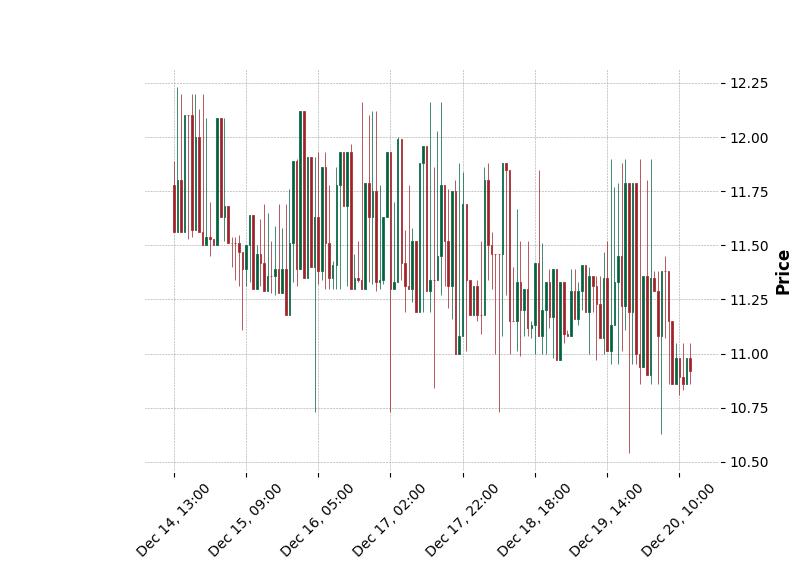 12.25
12.00
11.75
11.50
11.25
11.00
10.75
10.50
Price
Dec 14, 13:00
Dec 15, 09:00
Dec 16, 05:00
Dec 17, 02:00
Dec 17, 22:00
Dec 18, 18:00
Dec 19, 14:00
Dec 20, 10:00